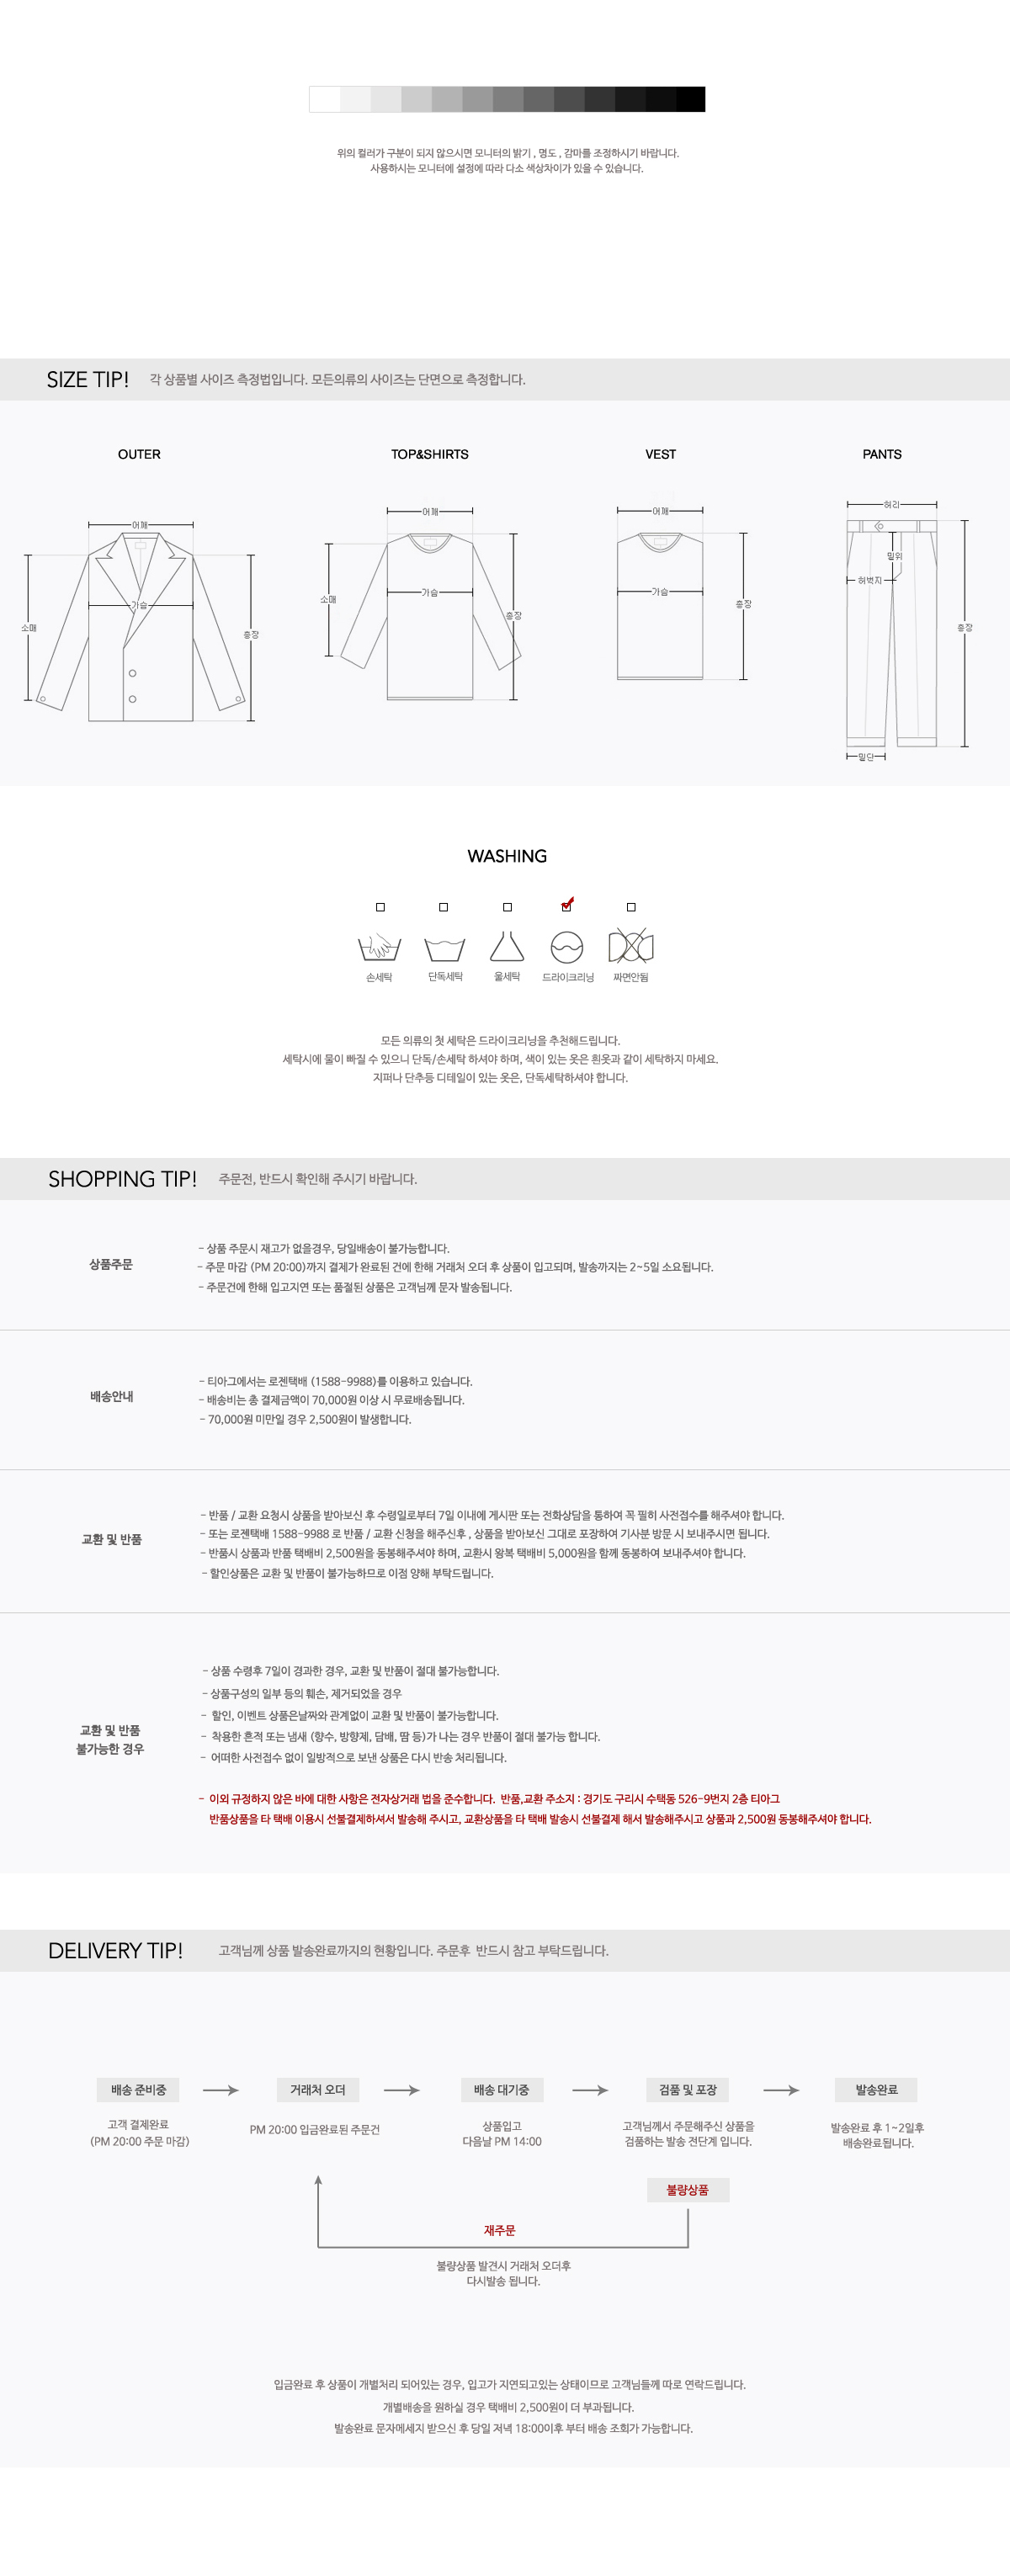 위의 컬러가 구분이 되지 않으시면 모니터의 밝기 , 명도 , 감마를 조정하시기 바랍니다.
사용하시는 모니터에 설정에 따라 다소 색상차이가 있을 수 있습니다.
SIZE TIP! 각 상품별 사이즈 측정법입니다. 모든의류의 사이즈는 단면으로 측정합니다.
OUTER
TOP&SHIRTS
VEST
PANTS
어깨
가슴
소매
총장
어깨
가슴
소매
총장
어깨
가슴
총장
허리
밑위
허벅지
총장
밑단
WASHING
손세탁
단독세탁
울세탁
드라이크리닝
짜면안됨
모든 의류의 첫 세탁은 드라이크리닝을 추천해드립니다.
세탁시에 물이 빠질 수 있으니 단독/손세탁 하셔야 하며, 색이 있는 옷은 흰옷과 같이 세탁하지 마세요.
지퍼나 단추등 디테일이 있는 옷은, 단독세탁하셔야 합니다.
SHOPPING TIP! 주문전, 반드시 확인해 주시기 바랍니다.
상품주문
- 상품 주문시 재고가 없을경우, 당일배송이 불가능합니다.
- 주문 마감 (PM 20:00)까지 결제가 완료된 건에 한해 거래처 오더 후 상품이 입고되며, 발송까지는 2~5일 소요됩니다.
- 주문건에 한해 입고지연 또는 품절된 상품은 고객님께 문자 발송됩니다.
배송안내
- 티아그에서는 로젠택배 (1588-9988)를 이용하고 있습니다.
- 배송비는 총 결제금액이 70,000원 이상 시 무료배송됩니다.
- 70,000원 미만일 경우 2,500원이 발생합니다.
교환 및 반품
- 반품 / 교환 요청시 상품을 받아보신 후 수령일로부터 7일 이내에 게시판 또는 전화상담을 통하여 꼭 필히 사전접수를 해주셔야 합니다.
- 또는 로젠택배 1588-9988 로 반품 / 교환 신청을 해주신후 , 상품을 받아보신 그대로 포장하여 기사분 방문 시 보내주시면 됩니다.
- 반품시 상품과 반품 택배비 2,500원을 동봉해주셔야 하며, 교환시 왕복 택배비 5,000원을 함께 동봉하여 보내주셔야 합니다.
- 할인상품은 교환 및 반품이 불가능하므로 이점 양해 부탁드립니다.
교환 및 반품
불가능한 경우
- 상품 수령후 7일이 경과한 경우, 교환 및 반품이 절대 불가능합니다.
- 상품구성의 일부 등의 훼손, 제거되었을 경우
- 할인, 이벤트 상품은날짜와 관계없이 교환 및 반품이 불가능합니다.
- 착용한 흔적 또는 냄새 (향수, 방향제, 담배, 땀 등)가 나는 경우 반품이 절대 불가능 합니다.
- 어떠한 사전접수 없이 일방적으로 보낸 상품은 다시 반송 처리됩니다.
- 이외 규정하지 않은 바에 대한 사항은 전자상거래 법을 준수합니다. 반품,교환 주소지 : 경기도 구리시 수택동 526-9번지 2층 티아그
반품상품을 타 택배 이용시 선불결제하셔서 발송해 주시고, 교환상품을 타 택배 발송시 선불결제 해서 발송해주시고 상품과 2,500원 동봉해주셔야 합니다.
DELIVERY TIP! 고객님께 상품 발송완료까지의 현황입니다. 주문후 반드시 참고 부탁드립니다.
배송 준비중
고객 결제완료
(PM 20:00 주문 마감)
거래처 오더
PM 20:00 입금완료된 주문건
배송 대기중
상품입고
다음날 PM 14:00
검품 및 포장
고객님께서 주문해주신 상품을
검품하는 발송 전단계 입니다.
발송완료
발송완료 후 1~2일후
배송완료됩니다.
불량상품
재주문
불량상품 발견시 거래처 오더후
다시발송 됩니다.
입금완료 후 상품이 개별처리 되어있는 경우, 입고가 지연되고있는 상태이므로 고객님들께 따로 연락드립니다.
개별배송을 원하실 경우 택배비 2,500원이 더 부과됩니다.
발송완료 문자메세지 받으신 후 당일 저녁 18:00이후 부터 배송 조회가 가능합니다.